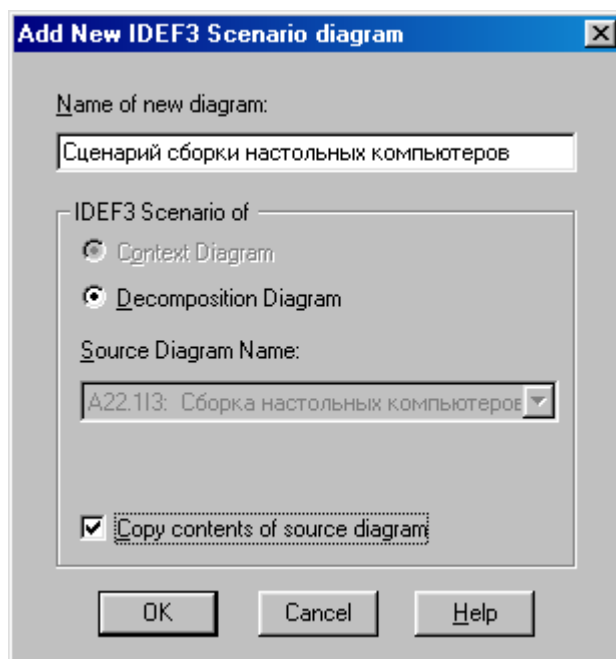 Add New IDEF3 Scenario diagram
Name of new diagram:
Сценарий сборки настольных компьютеров
IDEF3 Scenario of
Context Diagram
Decomposition Diagram
Source Diagram Name:
A22.1I3: Сборка настольных компьютеров
Copy contents of source diagram
OK Cancel Help